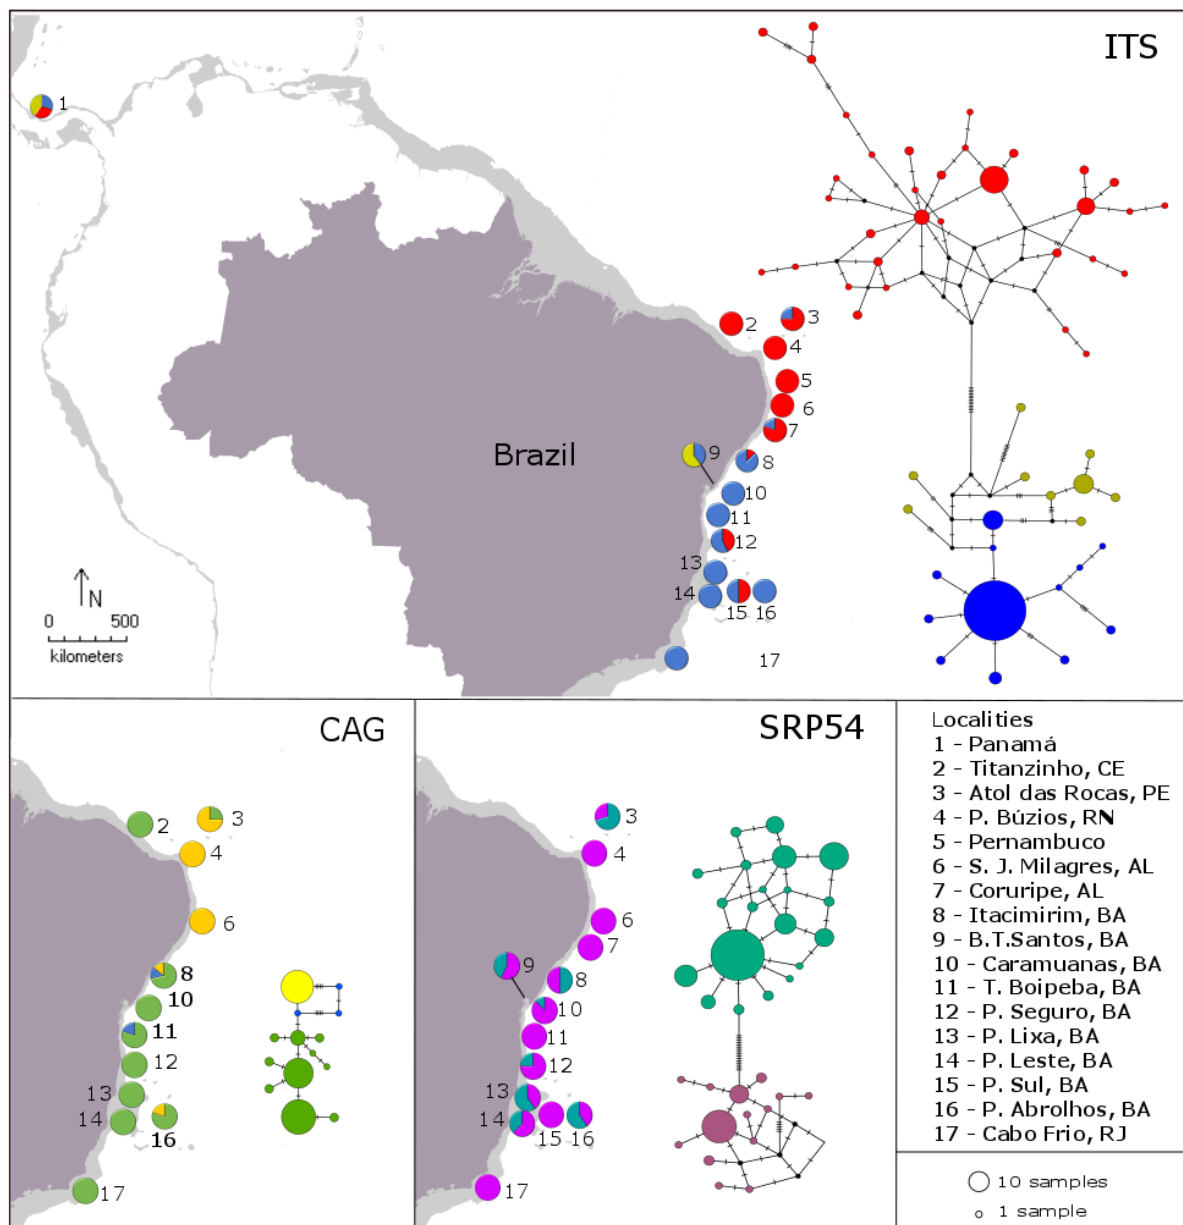 ITS
1
2
3
4
5
6
7
Brazil
9
8
10
11
12
13
14
15
16
17
N
0 500
kilometers
CAG
2
3
4
6
8
10
11
12
13
14
16
17
SRP54
3
4
6
7
9
8
10
11
12
13
14
15
16
17
Localities
1 - Panamá
2 - Titanzinho, CE
3 - Atol das Rocas, PE
4 - P. Búzios, RN
5 - Pernambuco
6 - S. J. Milagres, AL
7 - Coruripe, AL
8 - Itacimirim, BA
9 - B.T.Santos, BA
10 - Caramuanas, BA
11 - T. Boipeba, BA
12 - P. Seguro, BA
13 - P. Lixa, BA
14 - P. Leste, BA
15 - P. Sul, BA
16 - P. Abrolhos, BA
17 - Cabo Frio, RJ
10 samples
1 sample